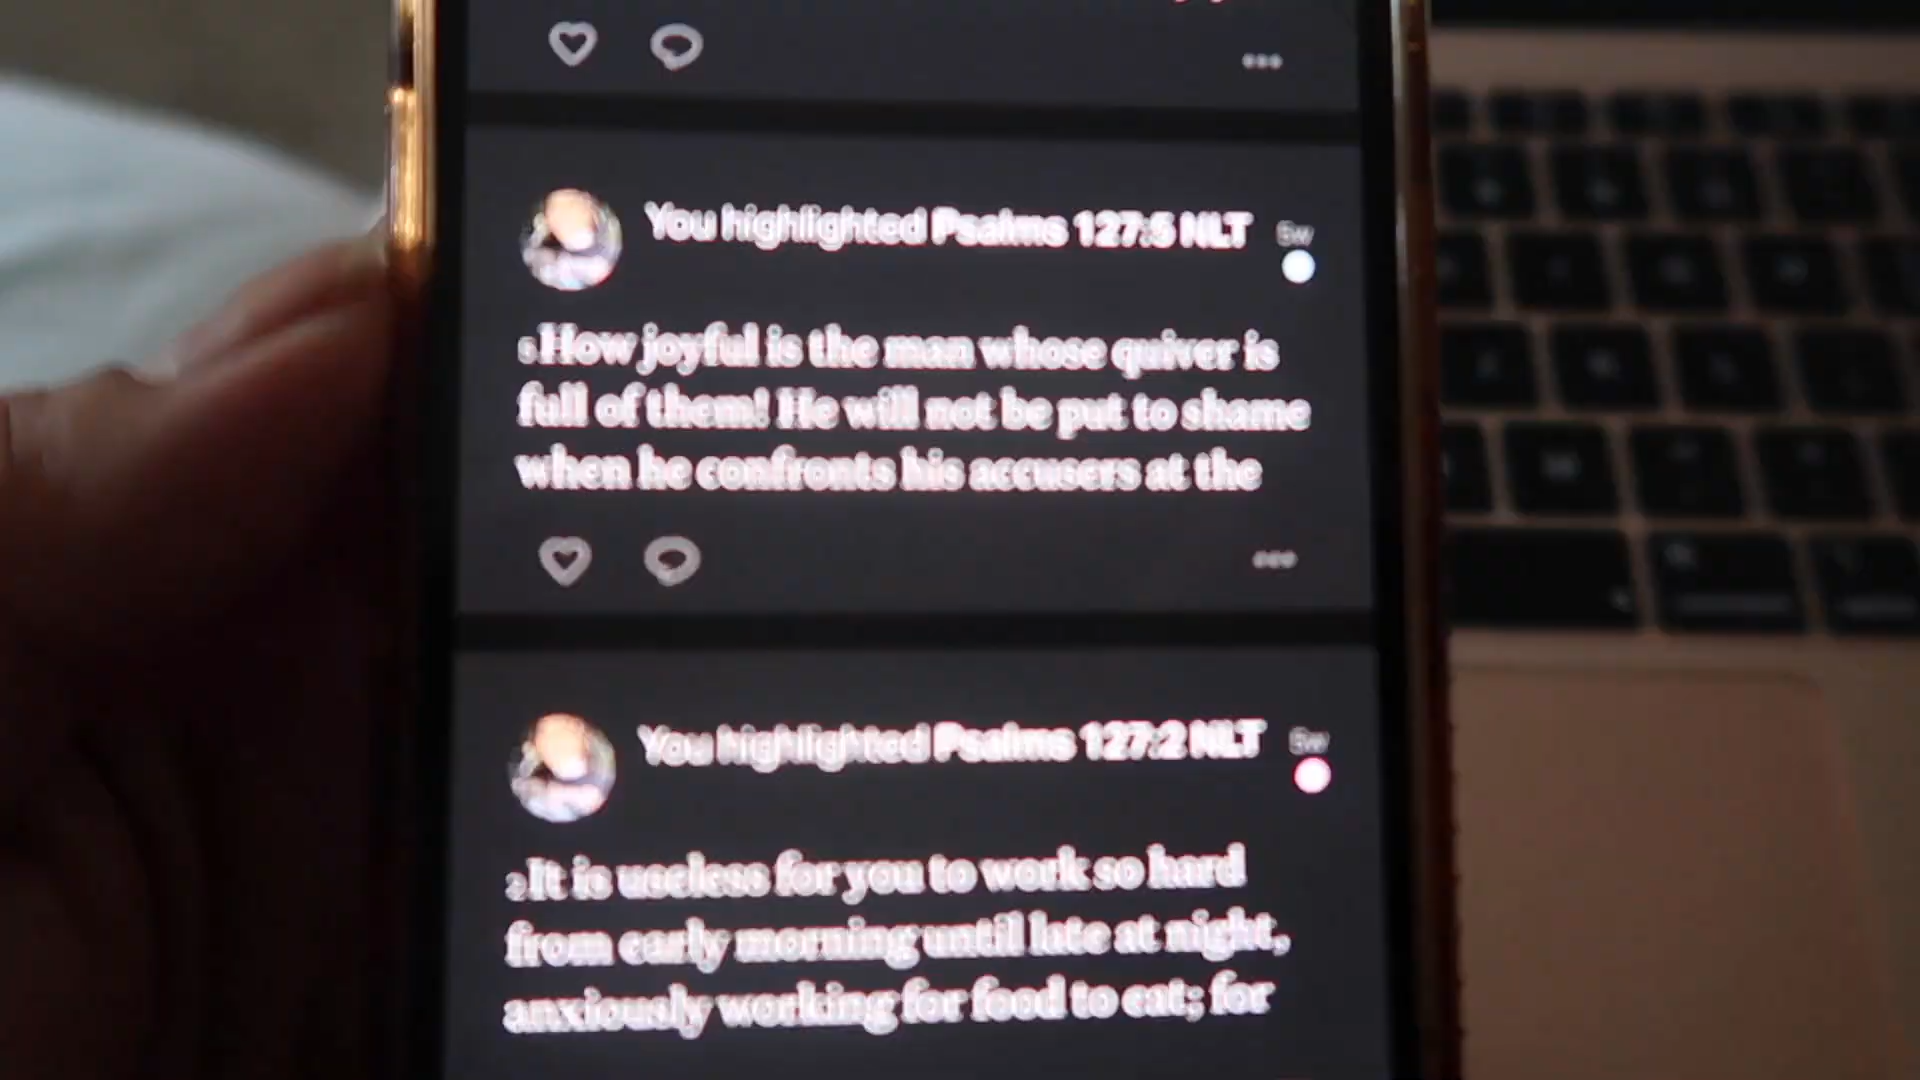 You highlighted Psalms 127:5 NLT 5w
5 How joyful is the man whose quiver is
full of them! He will not be put to shame
when he confronts his accusers at the
You highlighted Psalms 127:2 NLT 5w
2 It is useless for you to work so hard
from early morning until late at night,
anxiously working for food to eat; for